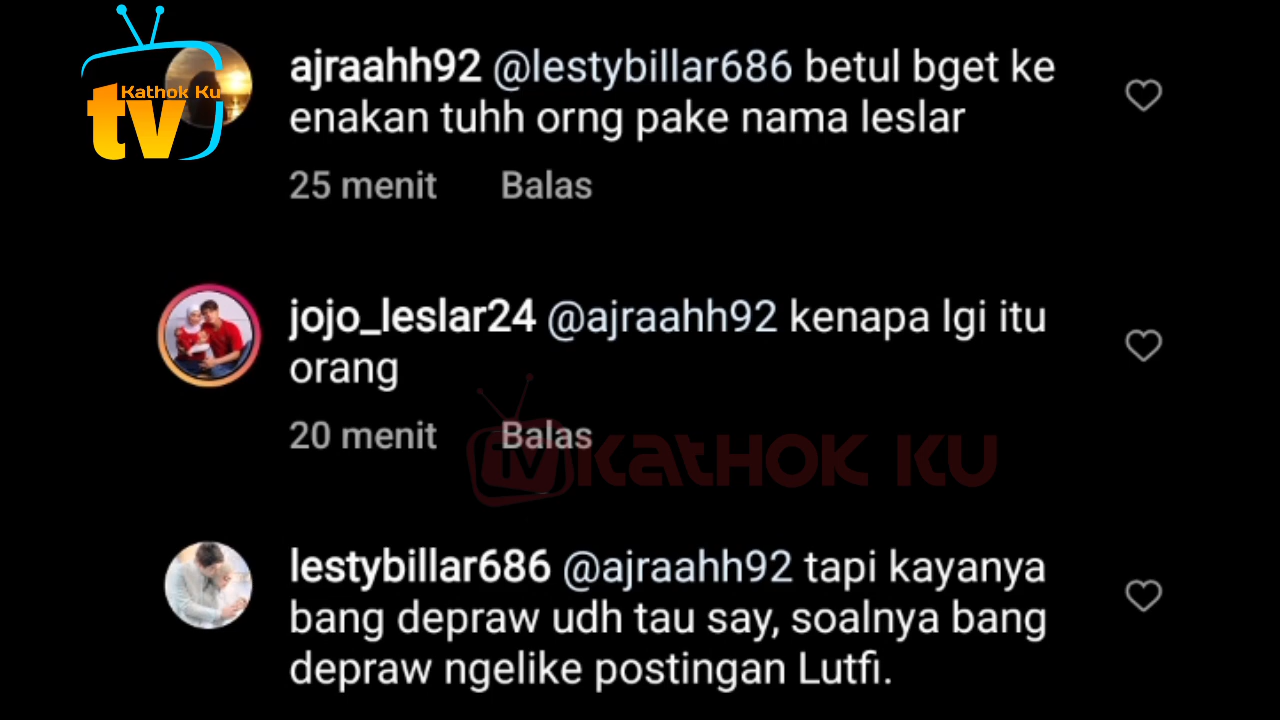 Kathok Ku
tv
ajraahh92 @lestybillar686 betul bget ke
enakan tuhh orng pake nama leslar
25 menit Balas
jojo_leslar24 @ajraahh92 kenapa lgi itu
orang
20 menit Balas
tv KATHOK KU
lestybillar686 @ajraahh92 tapi kayanya
bang depraw udh tau say, soalnya bang
depraw ngelike postingan Lutfi.